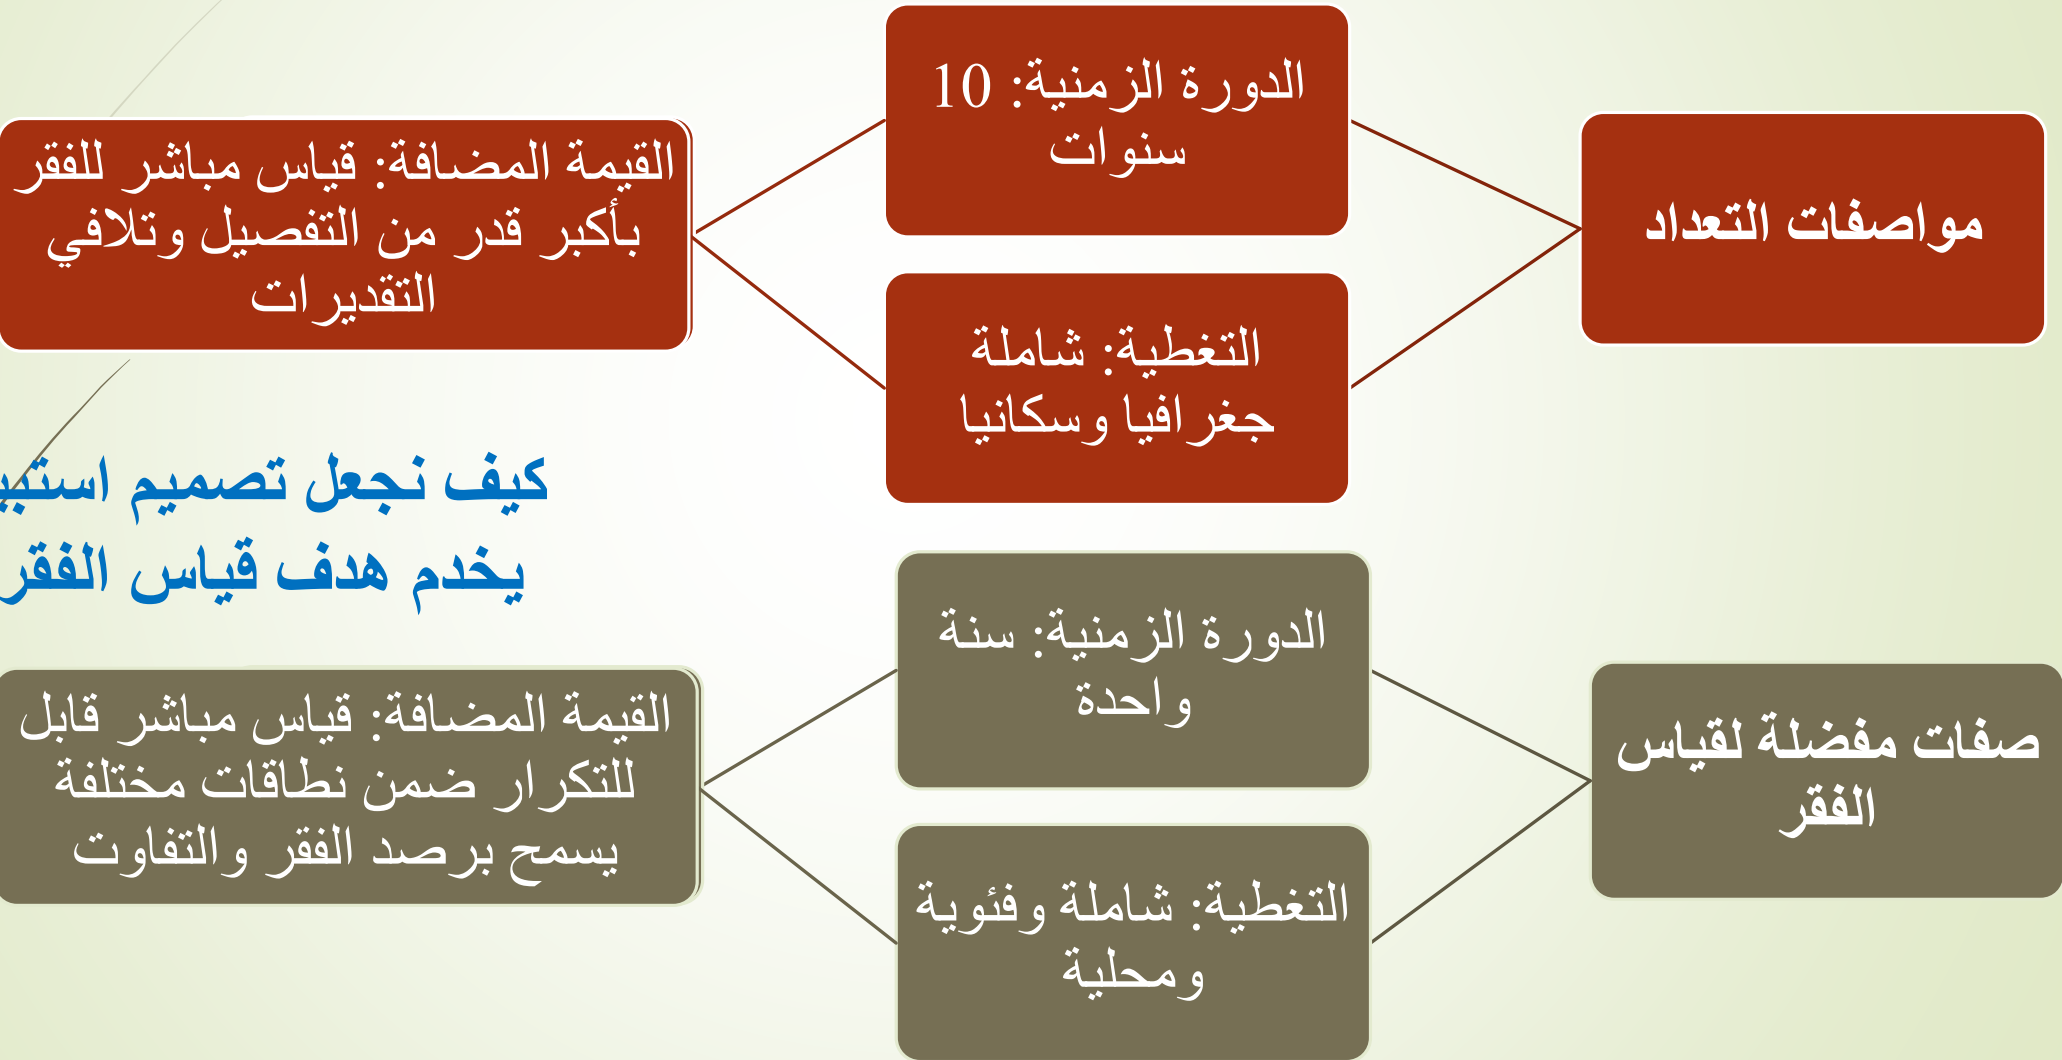 مواصفات التعداد
الدورة الزمنية: 10
سنوات
التغطية: شاملة
جغرافيا وسكانيا
القيمة المضافة: قياس مباشر للفقر
بأكبر قدر من التفصيل وتلافي
التقديرات
كيف نجعل تصميم
يخدم هدف قياس الفقر
صفات مفضلة لقياس
الفقر
الدورة الزمنية: سنة
واحدة
التغطية: شاملة وفئوية
ومحلية
القيمة المضافة: قياس مباشر قابل
للتكرار ضمن نطاقات مختلفة
يسمح برصد الفقر والتفاوت